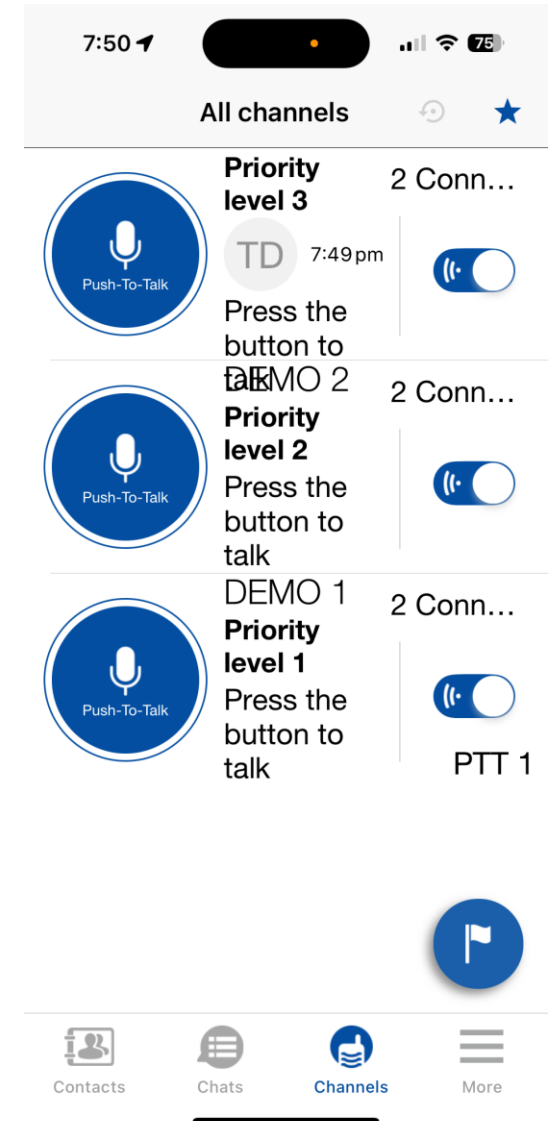 7:50
75
All channels
Priority
level 3
2 Conn...
TD
7:49 pm
Push-To-Talk
Press the
button to
talk
DEMO 2
2 Conn...
Priority
level 2
Push-To-Talk
Press the
button to
talk
DEMO 1
2 Conn...
Priority
level 1
Push-To-Talk
Press the
button to
talk
PTT 1
Contacts
Chats
Channels
More